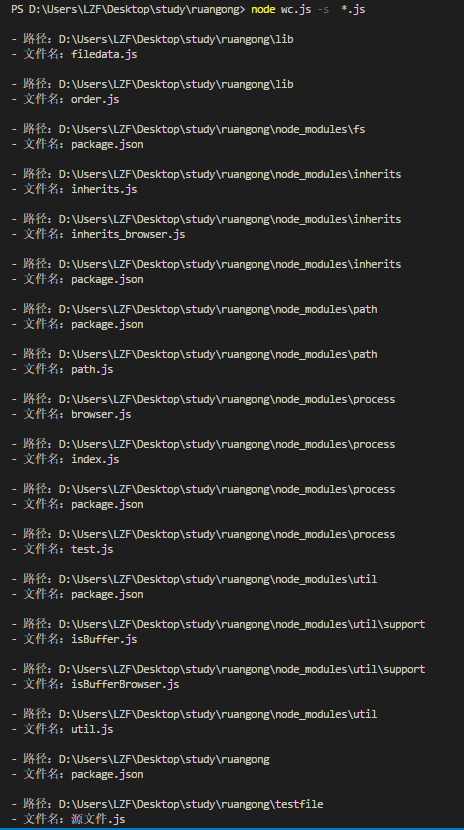 PS D:\Users\LZF\Desktop\study\ruangong> node wc.js -s *.js
- 路径：D:\Users\LZF\Desktop\study\ruangong\lib
- 文件名：filedata.js
- 路径：D:\Users\LZF\Desktop\study\ruangong\lib
- 文件名：order.js
- 路径：D:\Users\LZF\Desktop\study\ruangong\node_modules\fs
- 文件名：package.json
- 路径：D:\Users\LZF\Desktop\study\ruangong\node_modules\inherits
- 文件名：inherits.js
- 路径：D:\Users\LZF\Desktop\study\ruangong\node_modules\inherits
- 文件名：inherits_browser.js
- 路径：D:\Users\LZF\Desktop\study\ruangong\node_modules\inherits
- 文件名：package.json
- 路径：D:\Users\LZF\Desktop\study\ruangong\node_modules\path
- 文件名：package.json
- 路径：D:\Users\LZF\Desktop\study\ruangong\node_modules\path
- 文件名：path.js
- 路径：D:\Users\LZF\Desktop\study\ruangong\node_modules\process
- 文件名：browser.js
- 路径：D:\Users\LZF\Desktop\study\ruangong\node_modules\process
- 文件名：index.js
- 路径：D:\Users\LZF\Desktop\study\ruangong\node_modules\process
- 文件名：package.json
- 路径：D:\Users\LZF\Desktop\study\ruangong\node_modules\process
- 文件名：test.js
- 路径：D:\Users\LZF\Desktop\study\ruangong\node_modules\util
- 文件名：package.json
- 路径：D:\Users\LZF\Desktop\study\ruangong\node_modules\util\support
- 文件名：isBuffer.js
- 路径：D:\Users\LZF\Desktop\study\ruangong\node_modules\util\support
- 文件名：isBufferBrowser.js
- 路径：D:\Users\LZF\Desktop\study\ruangong\node_modules\util
- 文件名：util.js
- 路径：D:\Users\LZF\Desktop\study\ruangong
- 文件名：package.json
- 路径：D:\Users\LZF\Desktop\study\ruangong\testfile
- 文件名：源文件.js